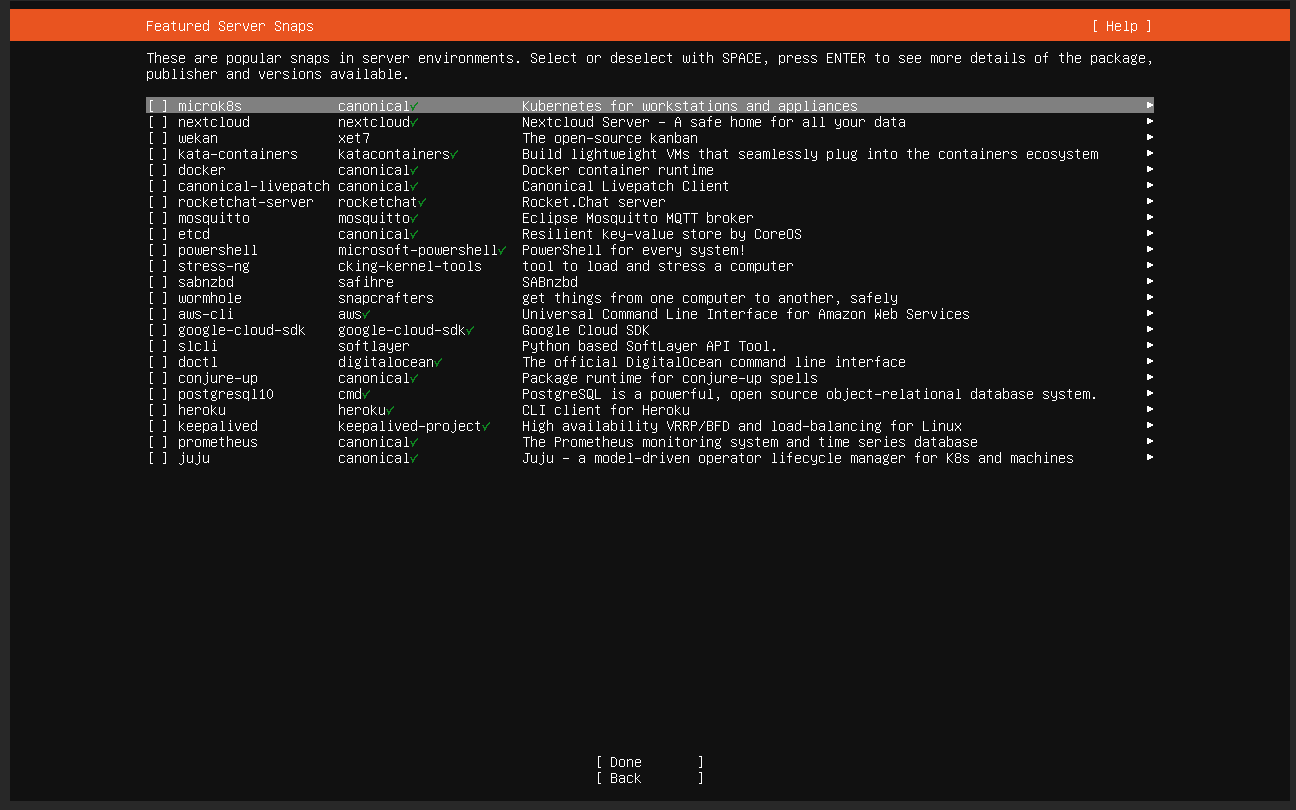 Featured Server Snaps [ Help ]
These are popular snaps in server environments. Select or deselect with SPACE, press ENTER to see more details of the package,
publisher and versions available.
[ ] microk8s canonical✓ Kubernetes for workstations and appliances ►
[ ] nextcloud nextcloud✓ Nextcloud Server - A safe home for all your data ►
[ ] wekan xet7 The open-source kanban ►
[ ] kata-containers katacontainers✓ Build lightweight VMs that seamlessly plug into the containers ecosystem ►
[ ] docker canonical✓ Docker container runtime ►
[ ] canonical-livepatch canonical✓ Canonical Livepatch Client ►
[ ] rocketchat-server rocketchat✓ Rocket.Chat server ►
[ ] mosquitto mosquitto✓ Eclipse Mosquitto MQTT broker ►
[ ] etcd canonical✓ Resilient key-value store by CoreOS ►
[ ] powershell microsoft-powershell✓ PowerShell for every system! ►
[ ] stress-ng cking-kernel-tools tool to load and stress a computer ►
[ ] sabnzbd safihre SABnzbd ►
[ ] wormhole snapcrafters get things from one computer to another, safely ►
[ ] aws-cli aws✓ Universal Command Line Interface for Amazon Web Services ►
[ ] google-cloud-sdk google-cloud-sdk✓ Google Cloud SDK ►
[ ] slcli softlayer Python based SoftLayer API Tool. ►
[ ] doctl digitalocean✓ The official DigitalOcean command line interface ►
[ ] conjure-up canonical✓ Package runtime for conjure-up spells ►
[ ] postgresql10 cmd✓ PostgreSQL is a powerful, open source object-relational database system. ►
[ ] heroku heroku✓ CLI client for Heroku ►
[ ] keepalived keepalived-project✓ High availability VRRP/BFD and load-balancing for Linux ►
[ ] prometheus canonical✓ The Prometheus monitoring system and time series database ►
[ ] juju canonical✓ Juju - a model-driven operator lifecycle manager for K8s and machines ►
[ Done ]
[ Back ]